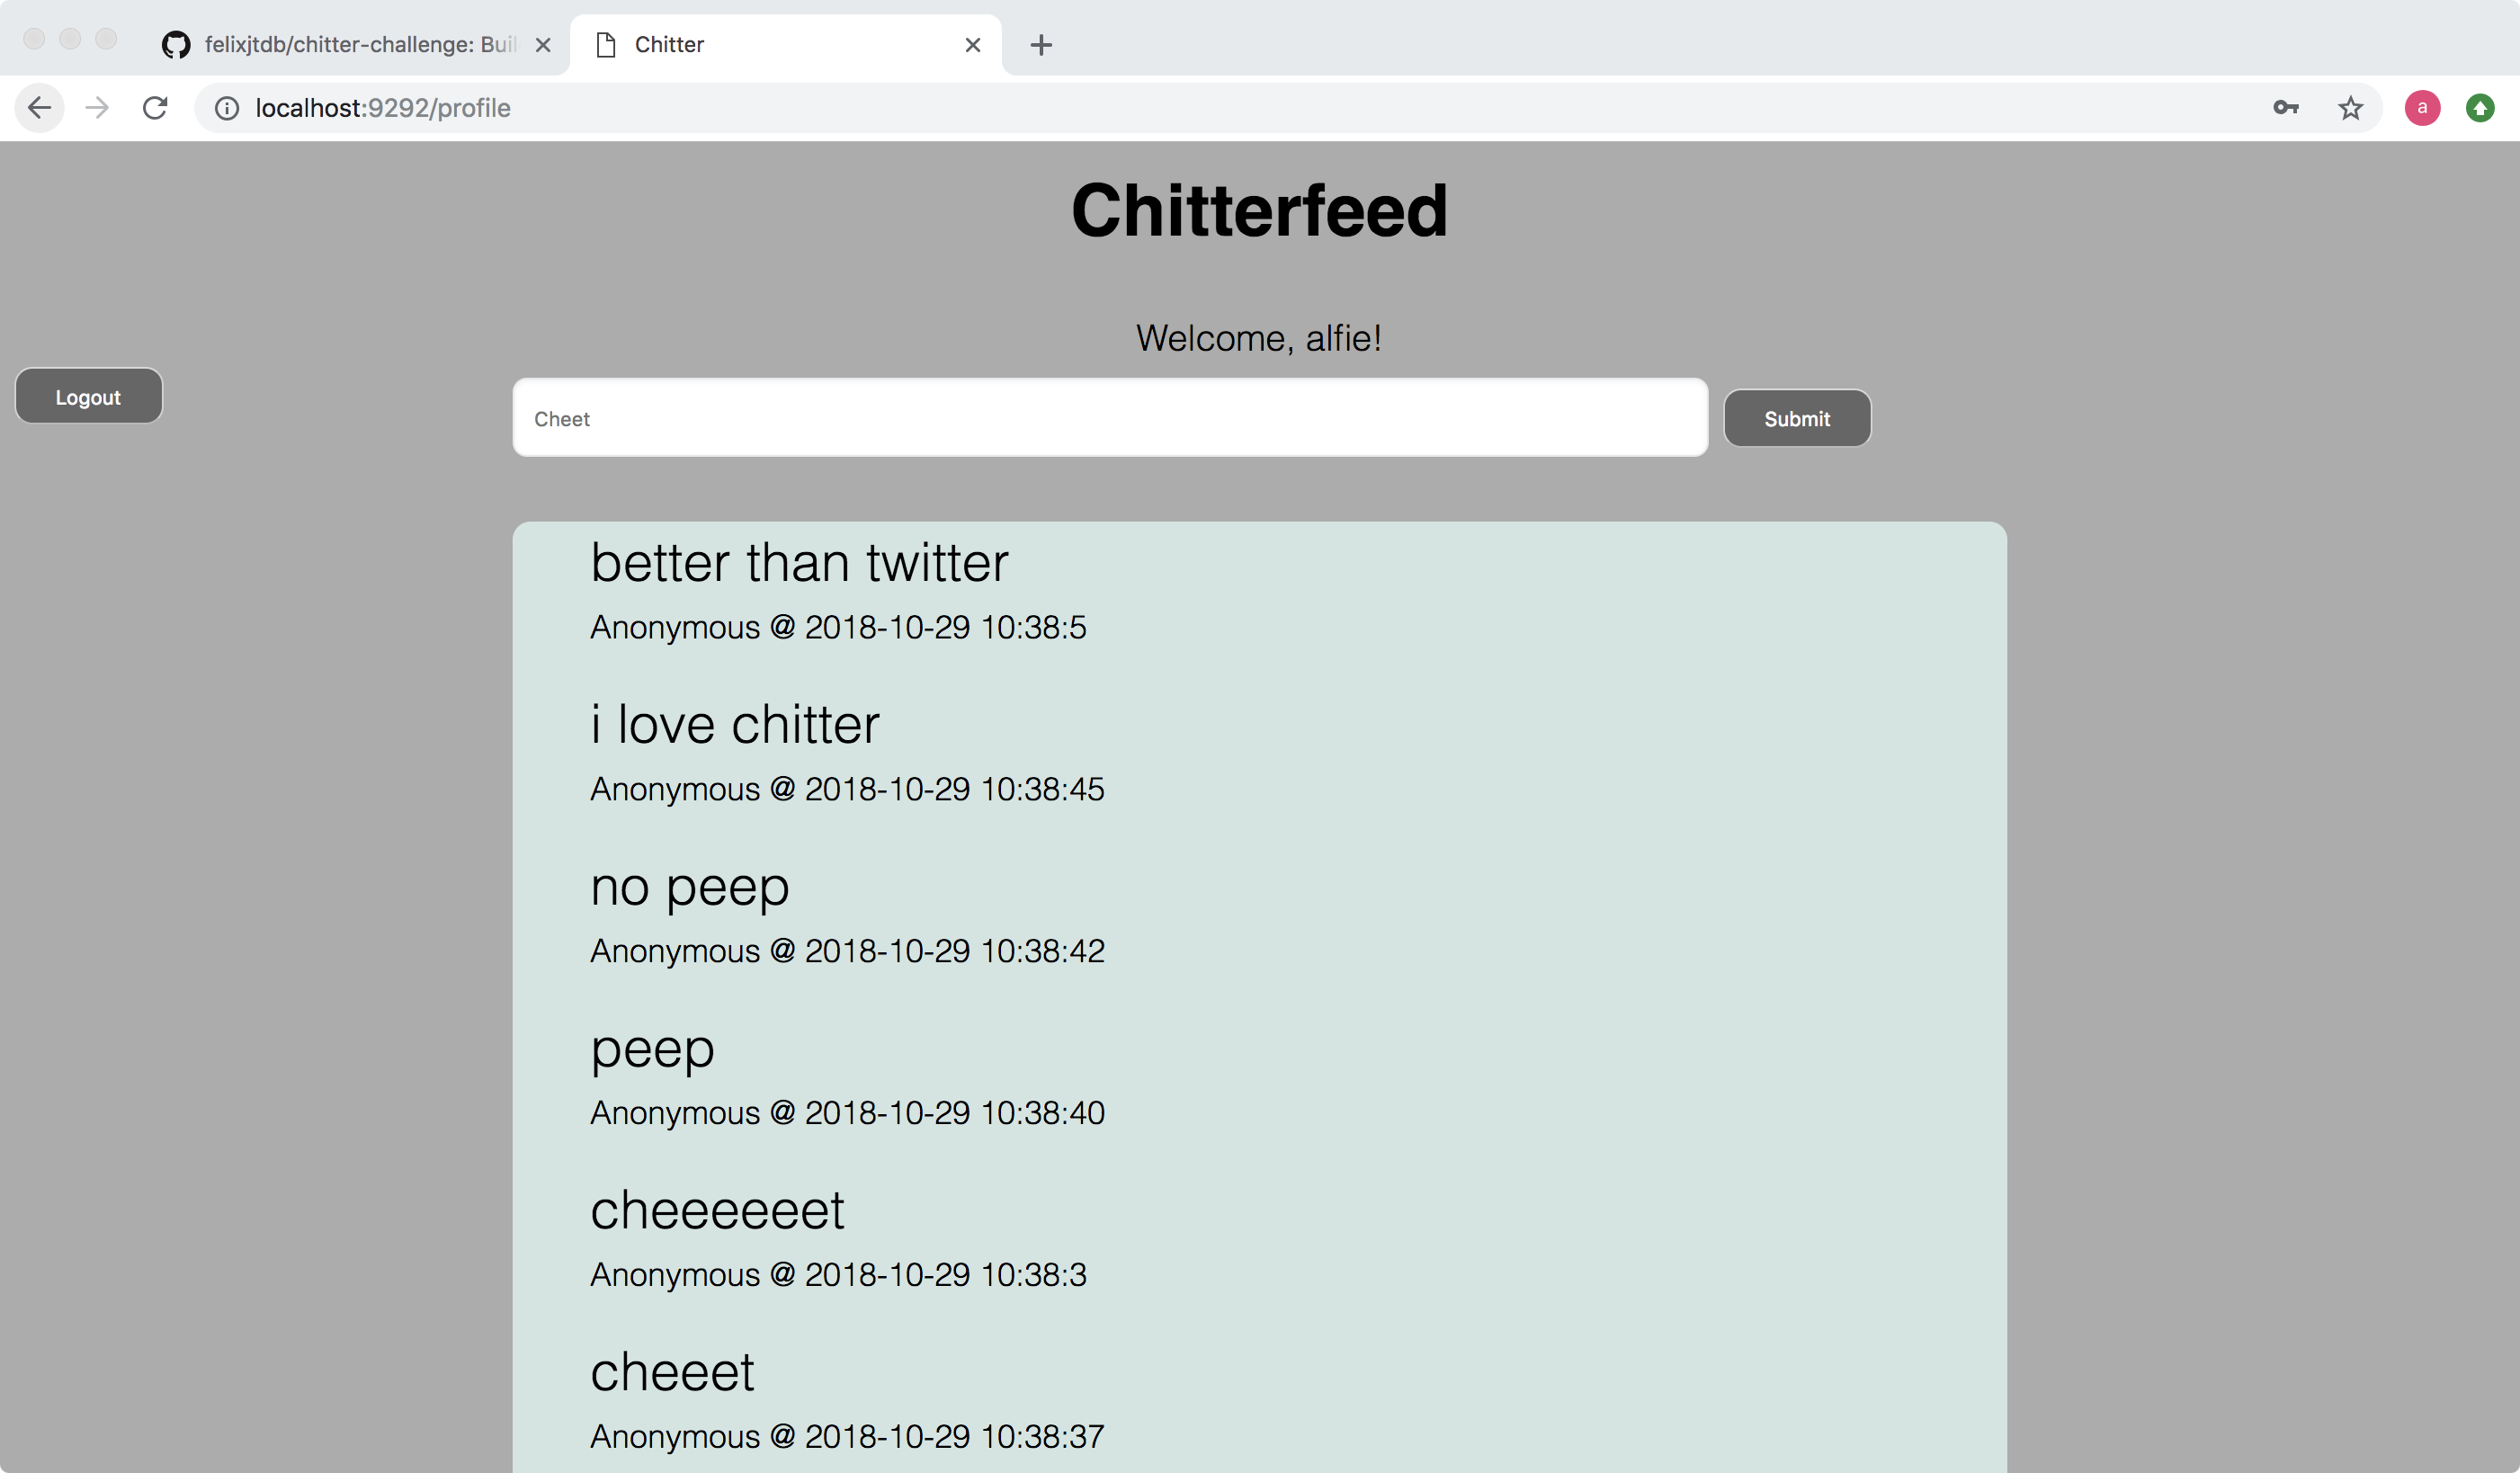 felixjtdb/chitter-challenge: Buil
Chitter
localhost:9292/profile
a
Chitterfeed
Welcome, alfie!
Logout
Cheet
Submit
better than twitter
Anonymous @ 2018-10-29 10:38:5
i love chitter
Anonymous @ 2018-10-29 10:38:45
no peep
Anonymous @ 2018-10-29 10:38:42
peep
Anonymous @ 2018-10-29 10:38:40
cheeeeeet
Anonymous @ 2018-10-29 10:38:3
cheeet
Anonymous @ 2018-10-29 10:38:37